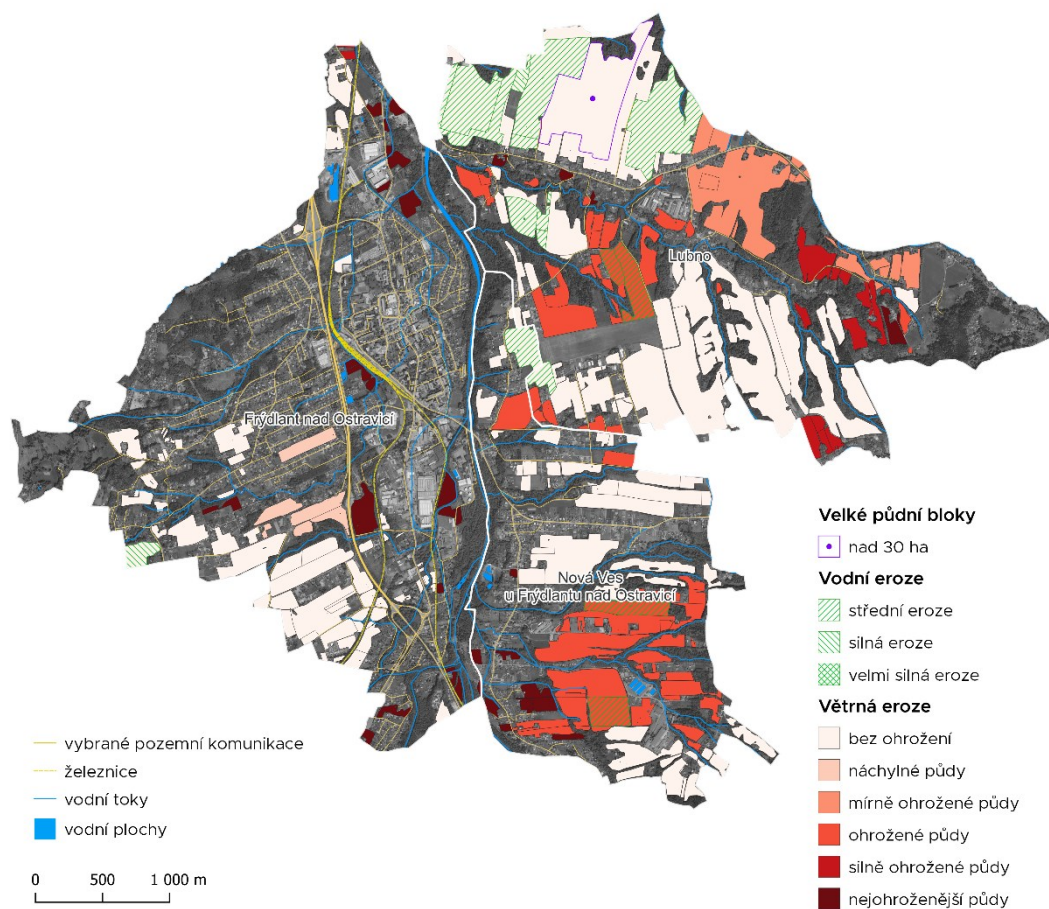 Lubno
Frýdlant nad Ostravicí
Nová Ves
u Frýdlantu nad Ostravicí
vybrané pozemní komunikace
železnice
vodní toky
vodní plochy
0 500 1 000 m
Velké půdní bloky
nad 30 ha
Vodní eroze
střední eroze
silná eroze
velmi silná eroze
Větrná eroze
bez ohrožení
náchylné půdy
mírně ohrožené půdy
ohrožené půdy
silně ohrožené půdy
nejohroženější půdy